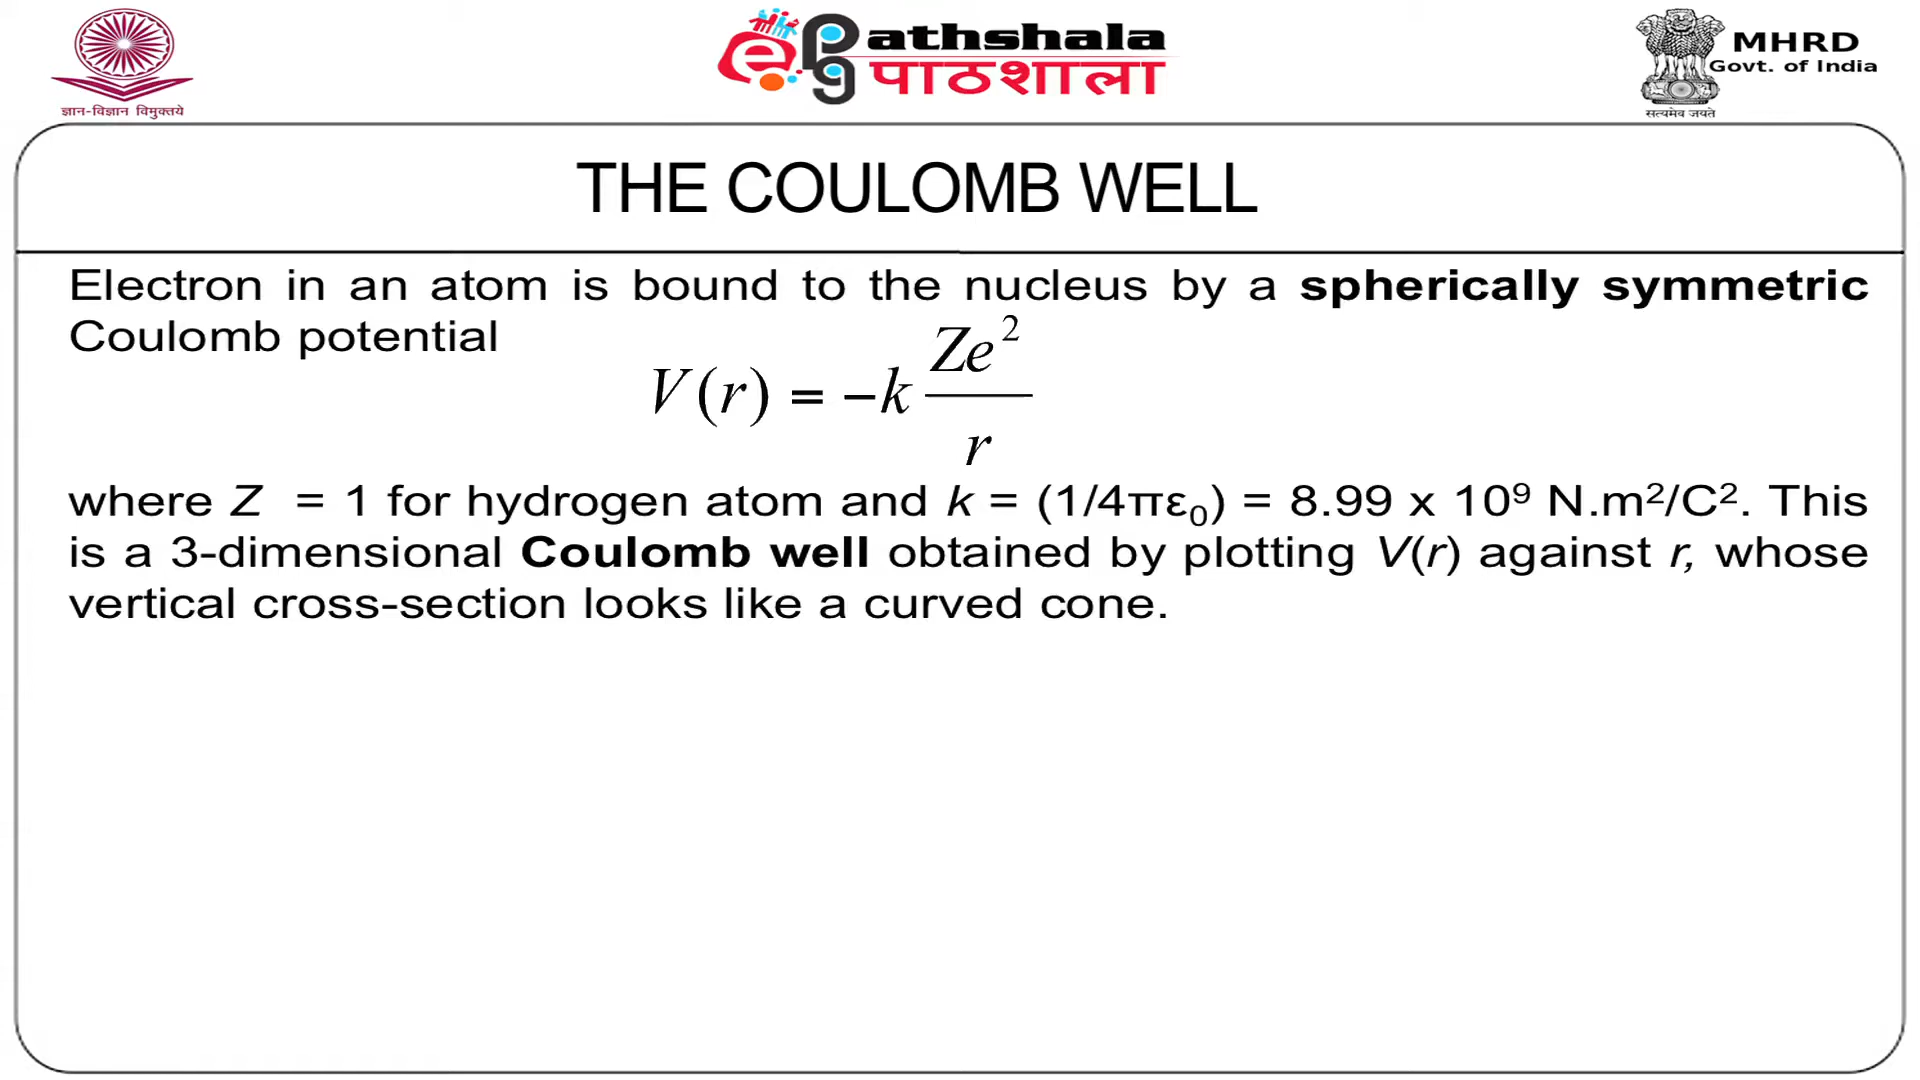 ज्ञान-विज्ञान विमुक्तये
e PG athshala
पाठशाला
MHRD
Govt. of India
सत्यमेव जयते
THE COULOMB WELL
Electron in an atom is bound to the nucleus by a spherically symmetric
Coulomb potential
V(r) = −k Ze²/r
where Z = 1 for hydrogen atom and k = (1/4πε₀) = 8.99 x 10⁹ N.m²/C². This
is a 3-dimensional Coulomb well obtained by plotting V(r) against r, whose
vertical cross-section looks like a curved cone.